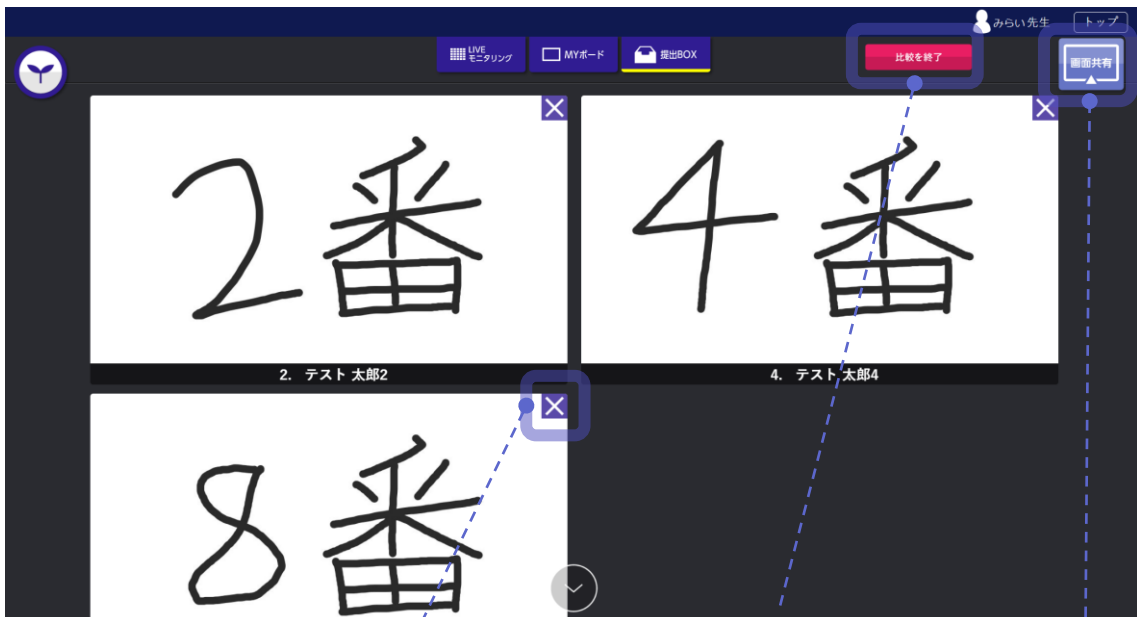 みらい先生
トップ
LIVE
モニタリング
MYボード
提出BOX
比較を終了
画面共有
2番
4番
2. テスト 太郎2
4. テスト 太郎4
8番